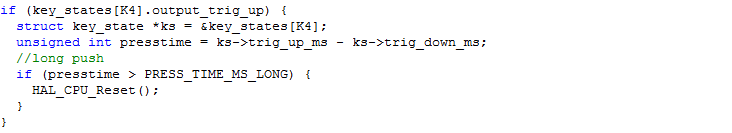 if (key_states[K4].output_trig_up) {
  struct key_state *ks = &key_states[K4];
  unsigned int presstime = ks->trig_up_ms - ks->trig_down_ms;
  //long push
  if (presstime > PRESS_TIME_MS_LONG) {
    HAL_CPU_Reset();
  }
}